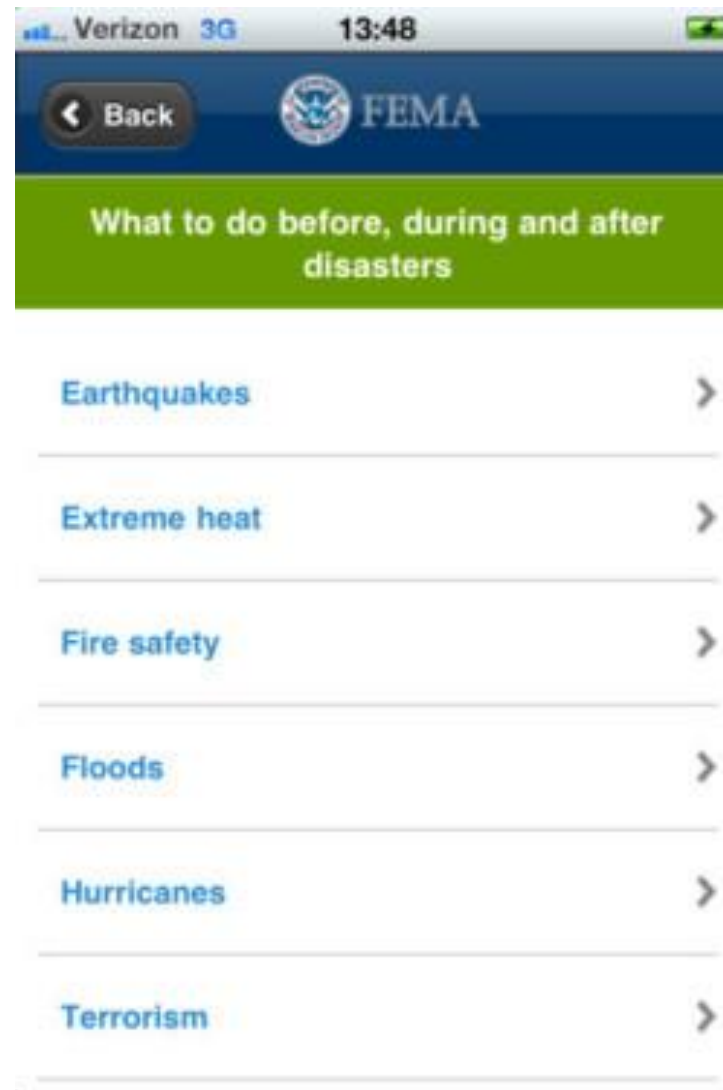 Verizon 3G 13:48
Back FEMA
What to do before, during and after
disasters
Earthquakes
Extreme heat
Fire safety
Floods
Hurricanes
Terrorism